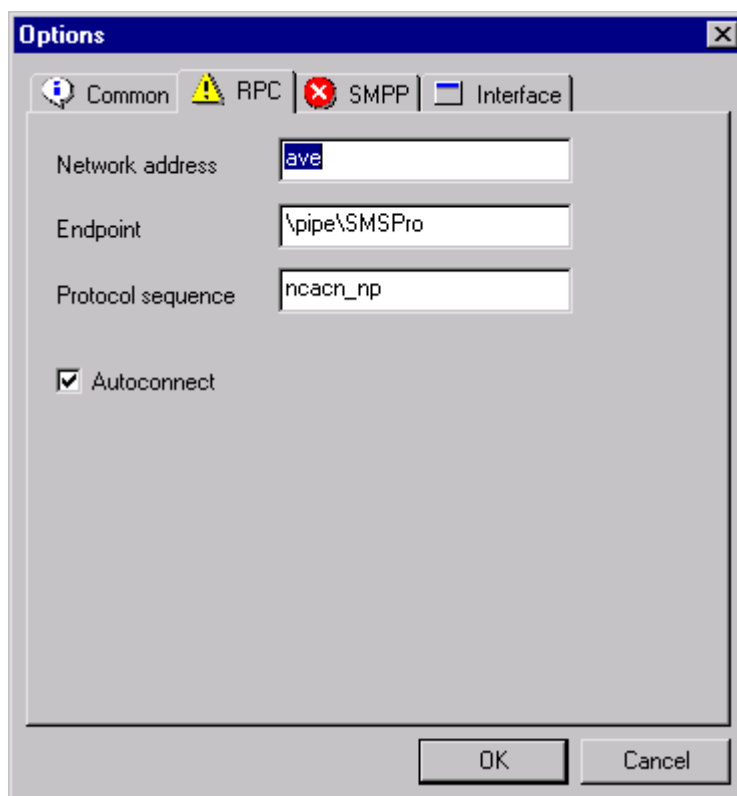 Options
Common RPC SMPP Interface
Network address ave
Endpoint \pipe\SMSPro
Protocol sequence ncacn_np
Autoconnect
OK Cancel